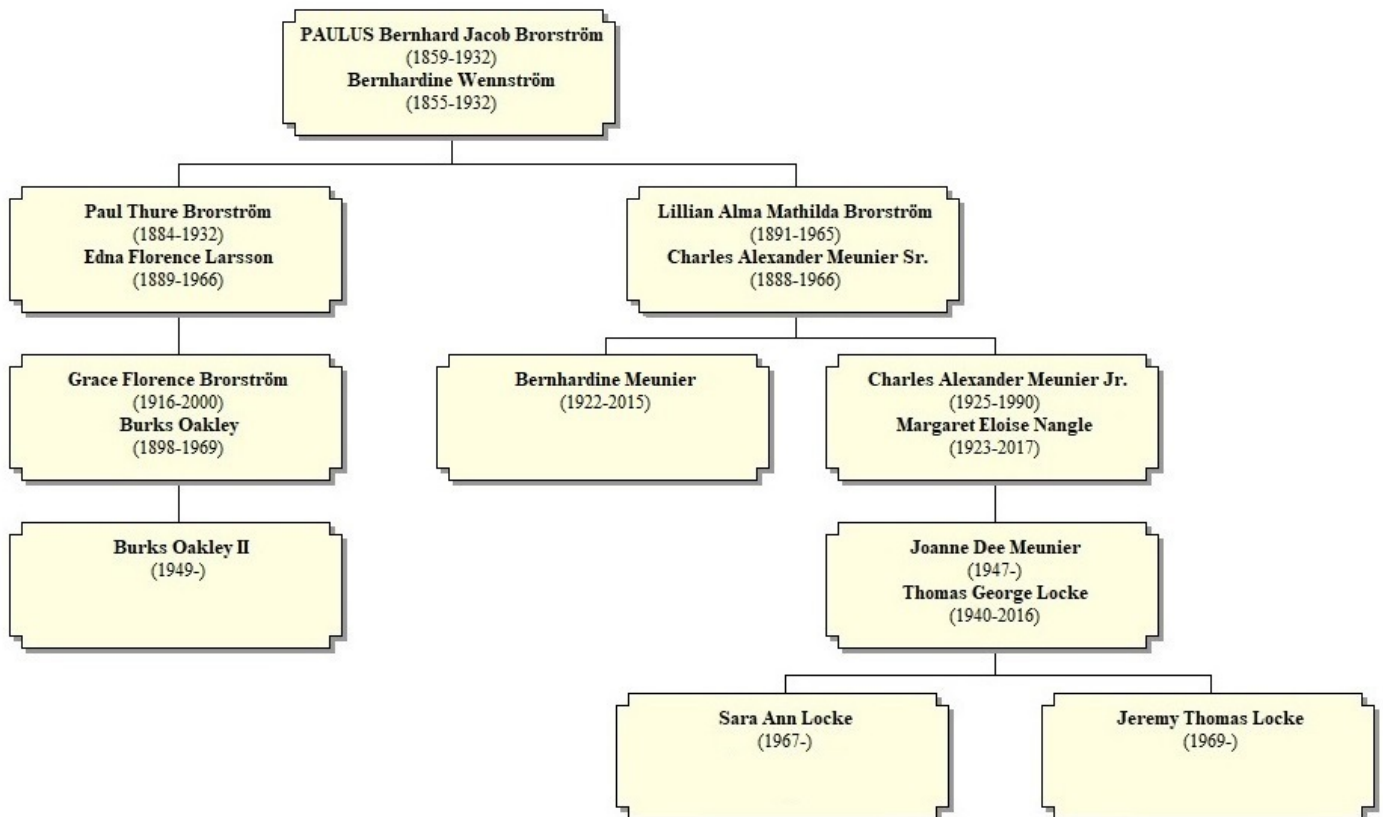 PAULUS Bernhard Jacob Brorström
(1859-1932)
Bernhardine Wennström
(1855-1932)
Paul Thure Brorström
(1884-1932)
Edna Florence Larsson
(1889-1966)
Lillian Alma Mathilda Brorström
(1891-1965)
Charles Alexander Meunier Sr.
(1888-1966)
Grace Florence Brorström
(1916-2000)
Burks Oakley
(1898-1969)
Bernhardine Meunier
(1922-2015)
Charles Alexander Meunier Jr.
(1925-1990)
Margaret Eloise Nangle
(1923-2017)
Burks Oakley II
(1949-)
Joanne Dee Meunier
(1947-)
Thomas George Locke
(1940-2016)
Sara Ann Locke
(1967-)
Jeremy Thomas Locke
(1969-)